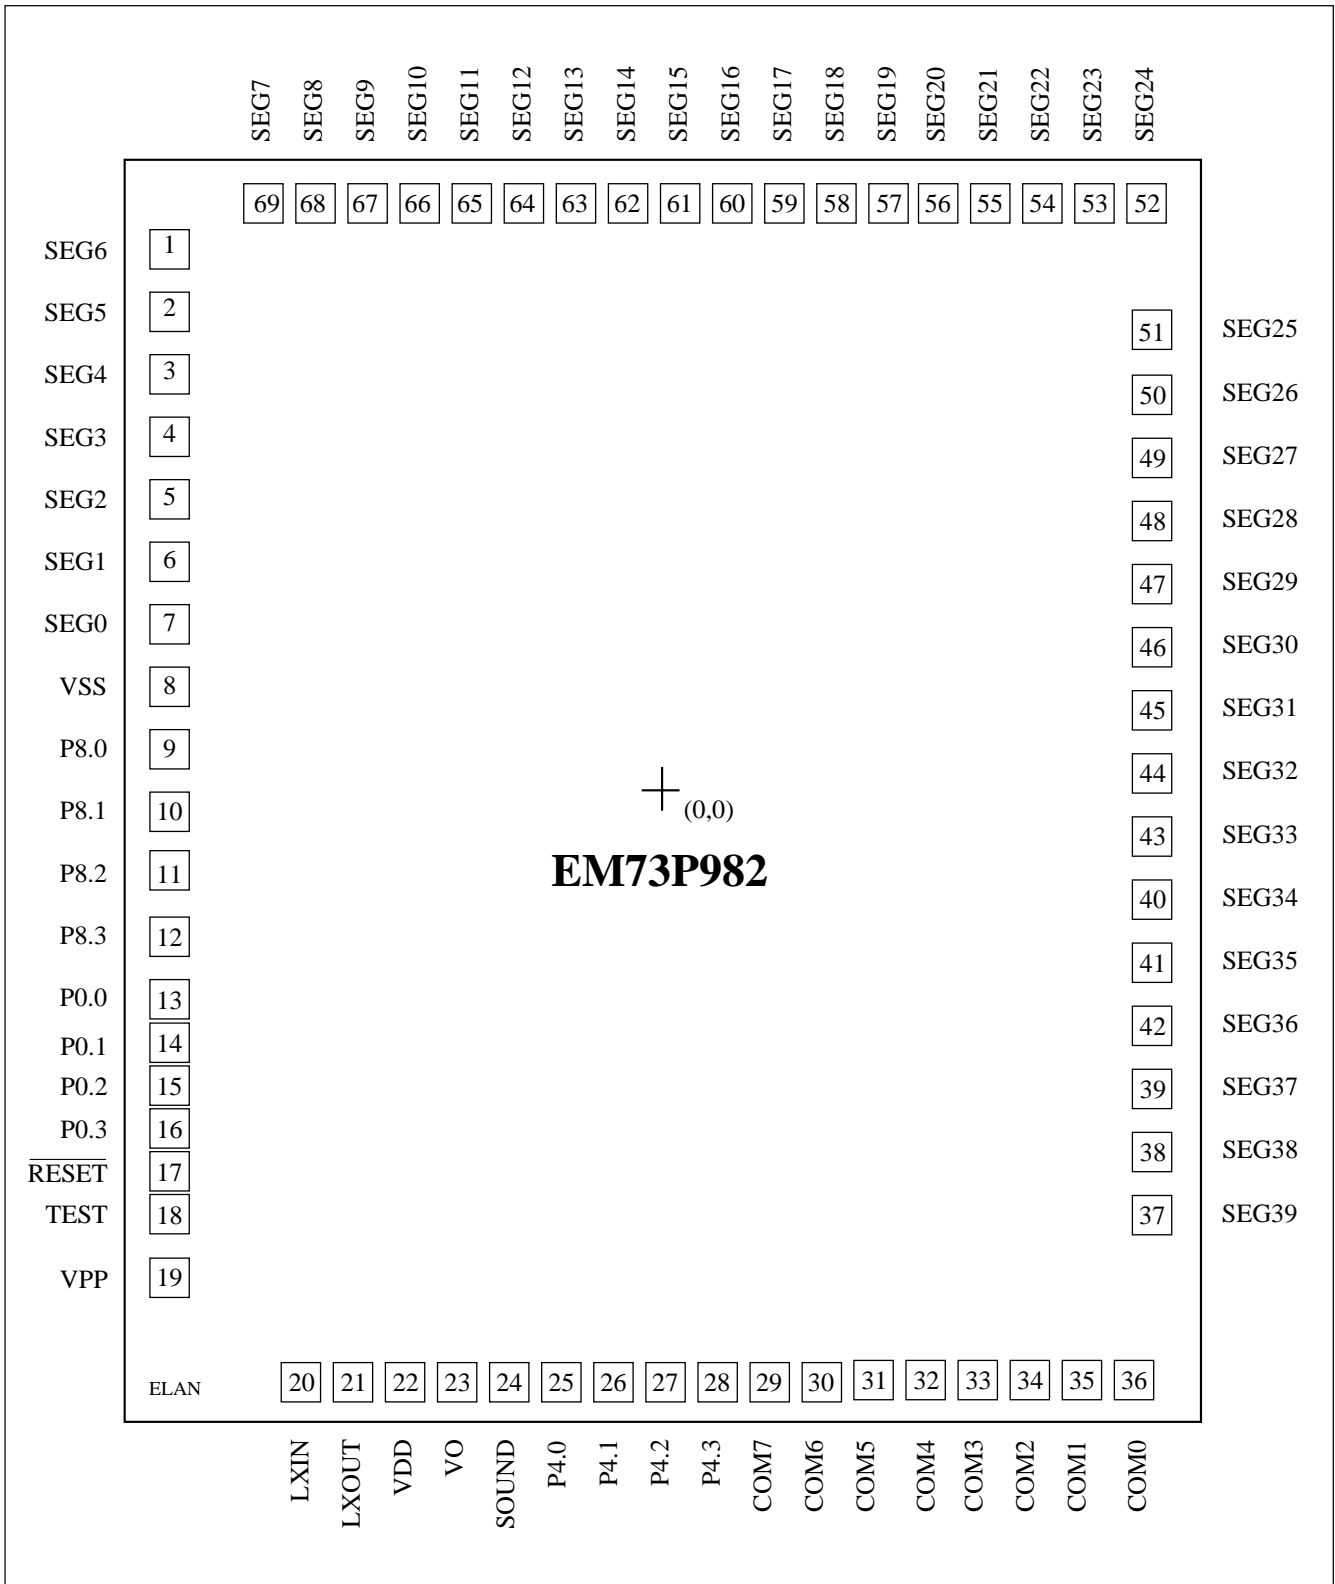 SEG7 SEG8 SEG9 SEG10 SEG11 SEG12 SEG13 SEG14 SEG15 SEG16 SEG17 SEG18 SEG19 SEG20 SEG21 SEG22 SEG23 SEG24
69 68 67 66 65 64 63 62 61 60 59 58 57 56 55 54 53 52
SEG6 1
SEG5 2
51 SEG25
SEG4 3
50 SEG26
SEG3 4
49 SEG27
SEG2 5
48 SEG28
SEG1 6
47 SEG29
SEG0 7
46 SEG30
VSS 8
45 SEG31
P8.0 9
44 SEG32
P8.1 10
(0,0)
43 SEG33
P8.2 11
EM73P982
40 SEG34
P8.3 12
41 SEG35
P0.0 13
42 SEG36
P0.1 14
P0.2 15
39 SEG37
P0.3 16
38 SEG38
RESET 17
TEST 18
37 SEG39
VPP 19
ELAN
20 21 22 23 24 25 26 27 28 29 30 31 32 33 34 35 36
LXIN LXOUT VDD VO SOUND P4.0 P4.1 P4.2 P4.3 COM7 COM6 COM5 COM4 COM3 COM2 COM1 COM0